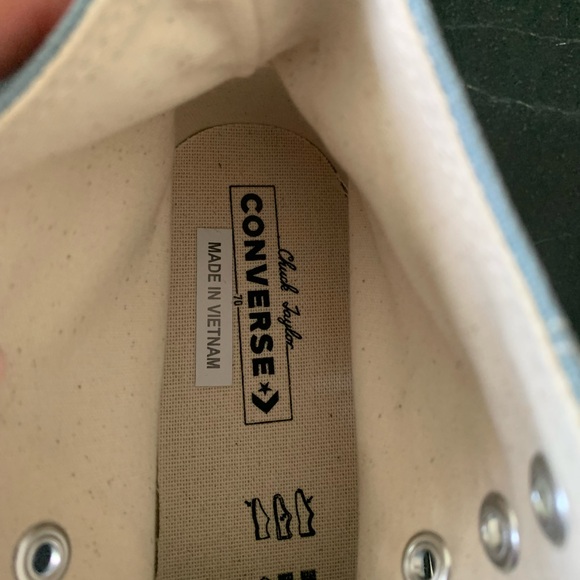 Chuck Taylor
CONVERSE
70
MADE IN VIETNAM